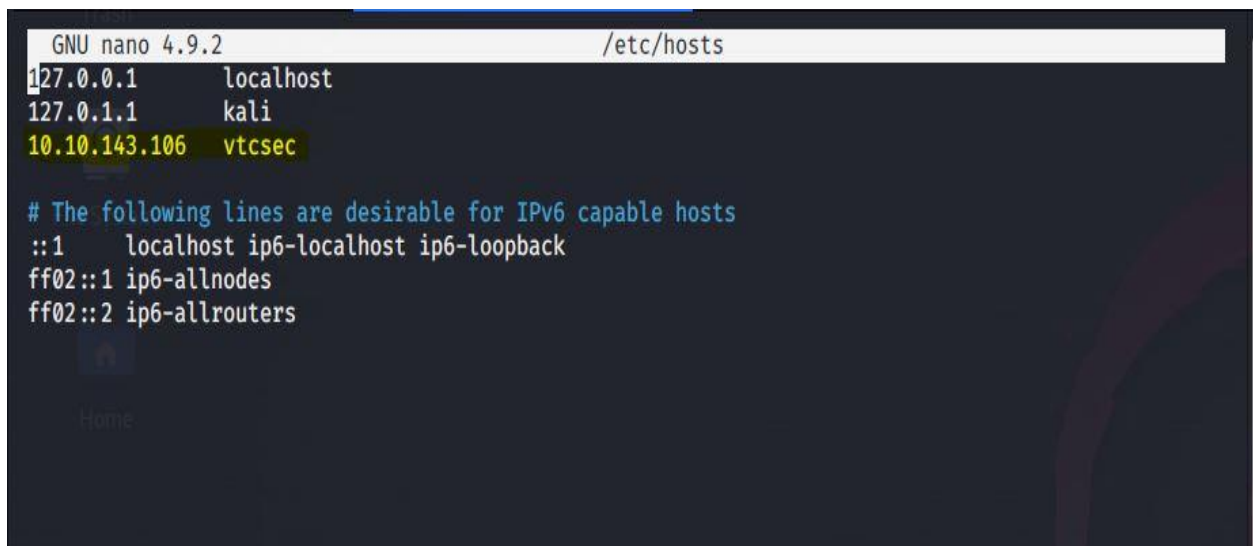 Trash
GNU nano 4.9.2 /etc/hosts
127.0.0.1 localhost
127.0.1.1 kali
10.10.143.106 vtcsec
# The following lines are desirable for IPv6 capable hosts
::1 localhost ip6-localhost ip6-loopback
ff02::1 ip6-allnodes
ff02::2 ip6-allrouters
Home